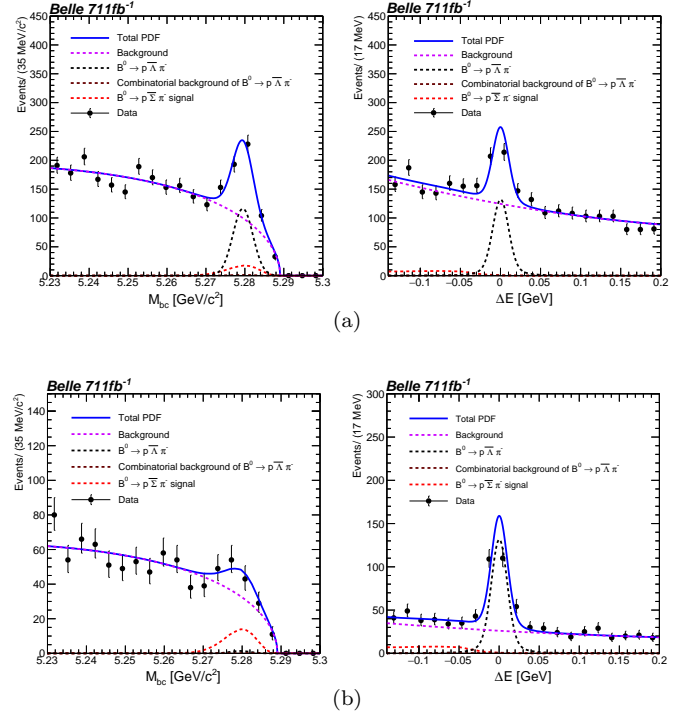 Belle 711fb⁻¹
Events/ (35 MeV/c²)
450
400
350
300
250
200
150
100
50
0
Total PDF
Background
B⁰ → p Λ̅ π⁻
Combinatorial background of B⁰ → p Λ̅ π⁻
B⁰ → p Σ̅ π⁻ signal
Data
5.23 5.24 5.25 5.26 5.27 5.28 5.29 5.3
M_bc [GeV/c²]
Belle 711fb⁻¹
Events/ (17 MeV)
450
400
350
300
250
200
150
100
50
0
Total PDF
Background
B⁰ → p Λ̅ π⁻
Combinatorial background of B⁰ → p Λ̅ π⁻
B⁰ → p Σ̅ π⁻ signal
Data
−0.1 −0.05 0 0.05 0.1 0.15 0.2
ΔE [GeV]
(a)
Belle 711fb⁻¹
Events/ (35 MeV/c²)
140
120
100
80
60
40
20
0
Total PDF
Background
B⁰ → p Λ̅ π⁻
Combinatorial background of B⁰ → p Λ̅ π⁻
B⁰ → p Σ̅ π⁻ signal
Data
5.23 5.24 5.25 5.26 5.27 5.28 5.29 5.3
M_bc [GeV/c²]
Belle 711fb⁻¹
Events/ (17 MeV)
300
250
200
150
100
50
0
Total PDF
Background
B⁰ → p Λ̅ π⁻
Combinatorial background of B⁰ → p Λ̅ π⁻
B⁰ → p Σ̅ π⁻ signal
Data
−0.1 −0.05 0 0.05 0.1 0.15 0.2
ΔE [GeV]
(b)